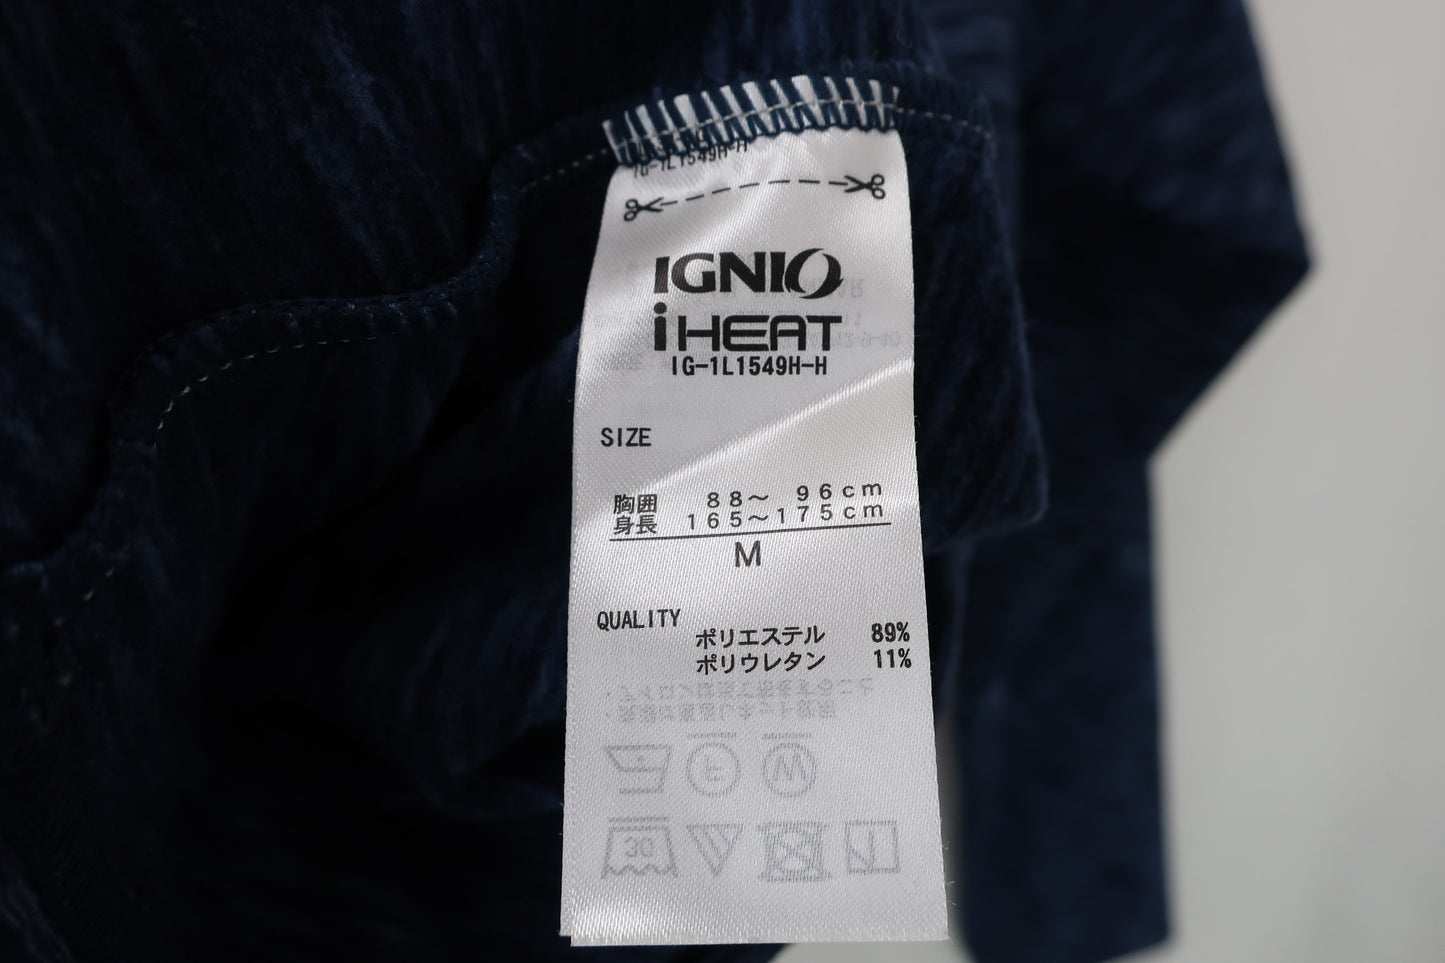 IG-1L1549H-H
IGNIO
iHEAT
IG-1L1549H-H
SIZE
胸囲 88〜 96cm
身長 165〜175cm
M
QUALITY
ポリエステル 89%
ポリウレタン 11%
F W
30